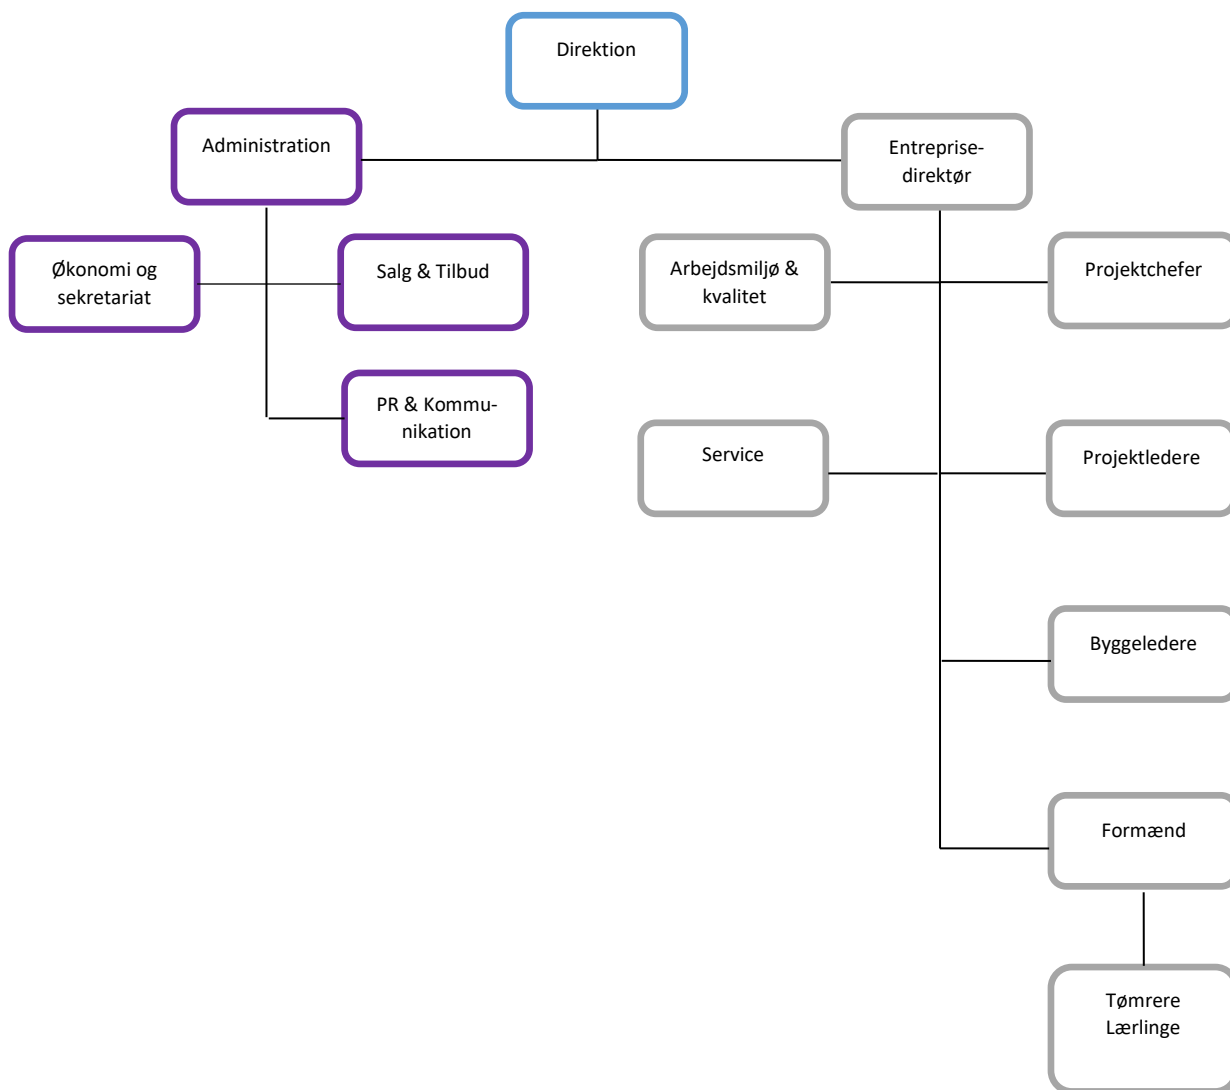 Direktion
Administration
Entreprise-
direktør
Økonomi og
sekretariat
Salg & Tilbud
Arbejdsmiljø &
kvalitet
Projektchefer
PR & Kommu-
nikation
Service
Projektledere
Byggeledere
Formænd
Tømrere
Lærlinge